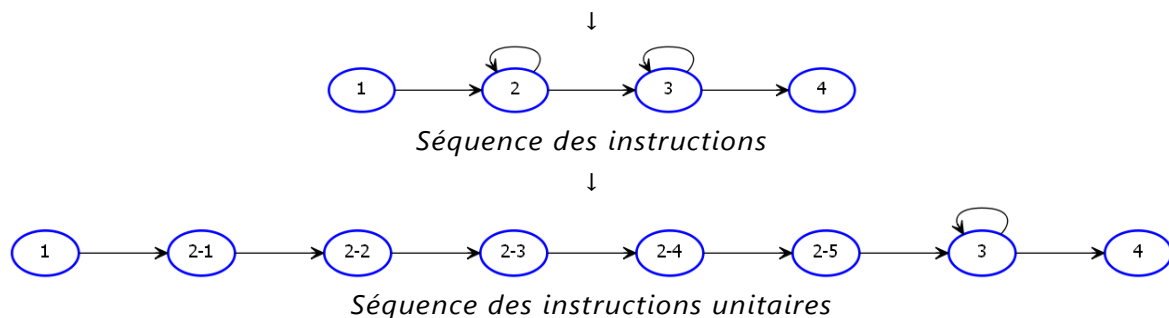 ↓
1 2 3 4
Séquence des instructions
↓
1 2-1 2-2 2-3 2-4 2-5 3 4
Séquence des instructions unitaires